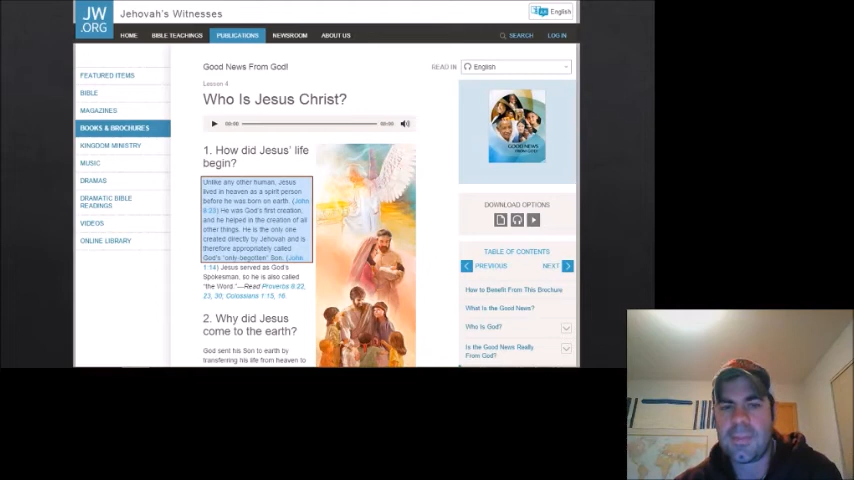 JW
.ORG
Jehovah's Witnesses
English
HOME
BIBLE TEACHINGS
PUBLICATIONS
NEWSROOM
ABOUT US
SEARCH
LOG IN
FEATURED ITEMS
BIBLE
MAGAZINES
BOOKS & BROCHURES
KINGDOM MINISTRY
MUSIC
DRAMAS
DRAMATIC BIBLE
READINGS
VIDEOS
ONLINE LIBRARY
Good News From God!
READ IN
English
Lesson 4
Who Is Jesus Christ?
00:00
00:00
1. How did Jesus' life
begin?
Unlike any other human, Jesus
lived in heaven as a spirit person
before he was born on earth. (John
8:23) He was God's first creation,
and he helped in the creation of all
other things. He is the only one
created directly by Jehovah and is
therefore appropriately called
God's "only-begotten" Son. (John
1:14) Jesus served as God's
Spokesman, so he is also called
"the Word."—Read Proverbs 8:22,
23, 30; Colossians 1:15, 16.
2. Why did Jesus
come to the earth?
God sent his Son to earth by
transferring his life from heaven to
GOOD NEWS
FROM GOD!
DOWNLOAD OPTIONS
TABLE OF CONTENTS
PREVIOUS
NEXT
How to Benefit From This Brochure
What Is the Good News?
Who Is God?
Is the Good News Really
From God?